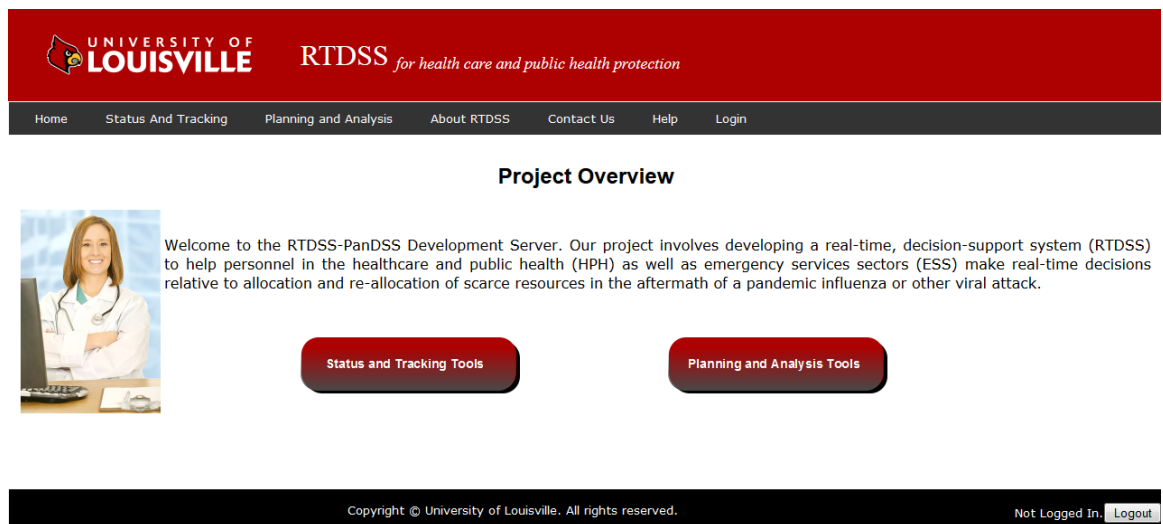 UNIVERSITY OF
LOUISVILLE
RTDSS for health care and public health protection
Home Status And Tracking Planning and Analysis About RTDSS Contact Us Help Login
Project Overview
Welcome to the RTDSS-PanDSS Development Server. Our project involves developing a real-time, decision-support system (RTDSS)
to help personnel in the healthcare and public health (HPH) as well as emergency services sectors (ESS) make real-time decisions
relative to allocation and re-allocation of scarce resources in the aftermath of a pandemic influenza or other viral attack.
Status and Tracking Tools Planning and Analysis Tools
Copyright © University of Louisville. All rights reserved. Not Logged In. Logout